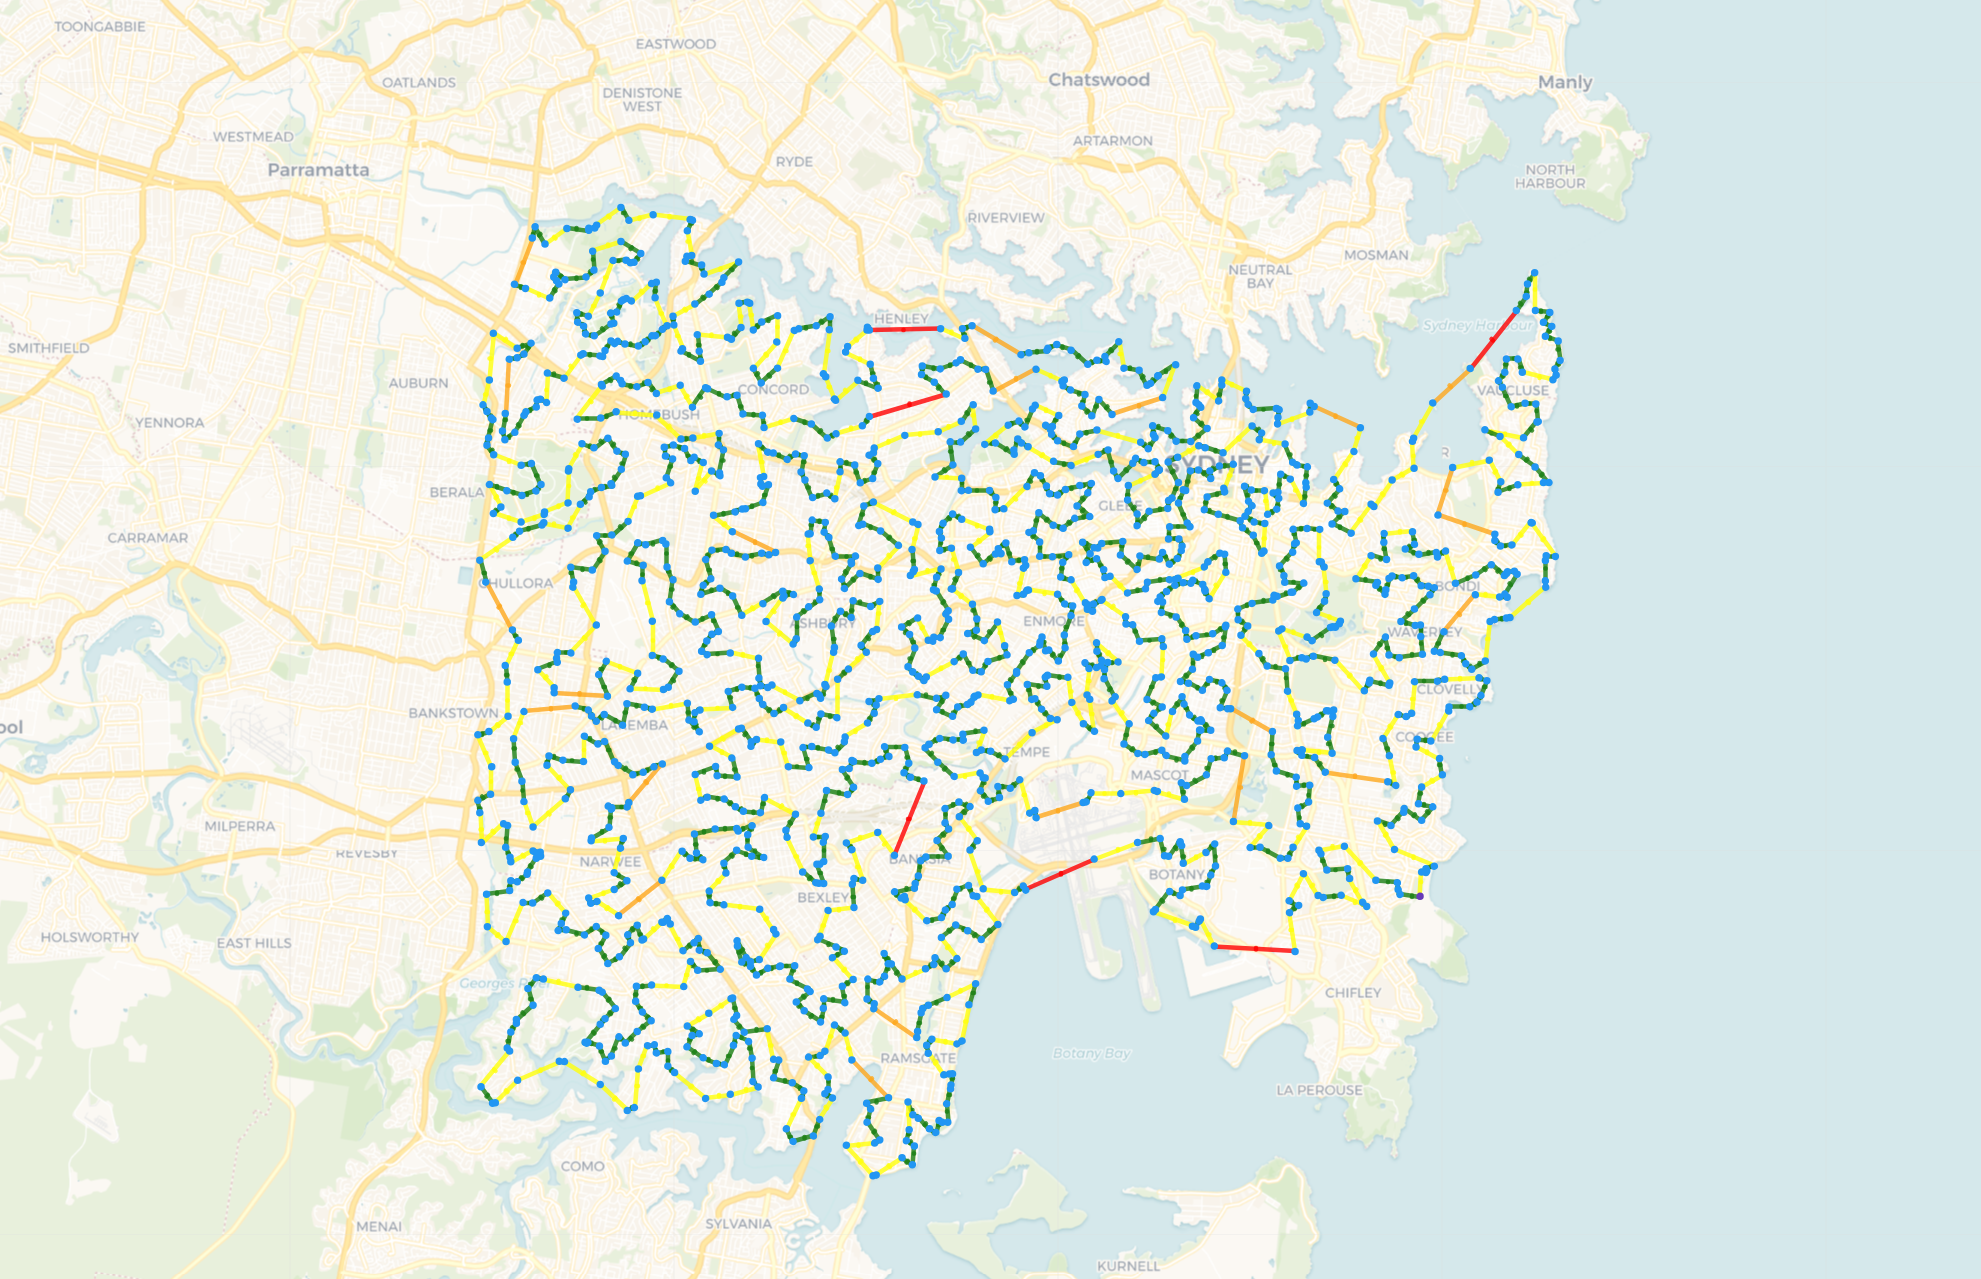 TOONGABBIE
EASTWOOD
OATLANDS
Chatswood
Manly
DENISTONE
WEST
WESTMEAD
ARTARMON
RYDE
Parramatta
NORTH
HARBOUR
RIVERVIEW
MOSMAN
NEUTRAL
BAY
HENLEY
Sydney Harbour
SMITHFIELD
AUBURN
CONCORD
VAUCLUSE
HOMEBUSH
YENNORA
SYDNEY
R
BERALA
GLEBE
CARRAMAR
CHULLORA
BONDI
ASHBURY
ENMORE
WAVERLEY
CLOVELLY
BANKSTOWN
LAKEMBA
ool
COOGEE
TEMPE
MASCOT
MILPERRA
REVESBY
NARWEE
BANKSIA
BOTANY
BEXLEY
HOLSWORTHY
EAST HILLS
Georges River
CHIFLEY
Botany Bay
RAMSGATE
LA PEROUSE
COMO
MENAI
SYLVANIA
KURNELL